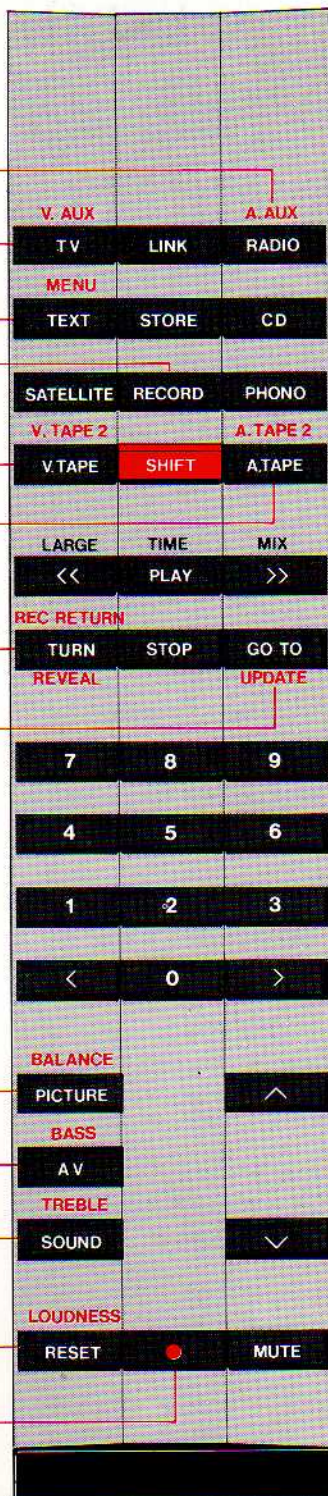 V. AUX A. AUX
TV LINK RADIO
MENU
TEXT STORE CD
SATELLITE RECORD PHONO
V. TAPE 2 A. TAPE 2
V.TAPE SHIFT A.TAPE
LARGE TIME MIX
<< PLAY >>
REC RETURN
TURN STOP GO TO
REVEAL UPDATE
7 8 9
4 5 6
1 2 3
< 0 >
BALANCE
PICTURE ^
BASS
AV
TREBLE
SOUND ∨
LOUDNESS
RESET MUTE